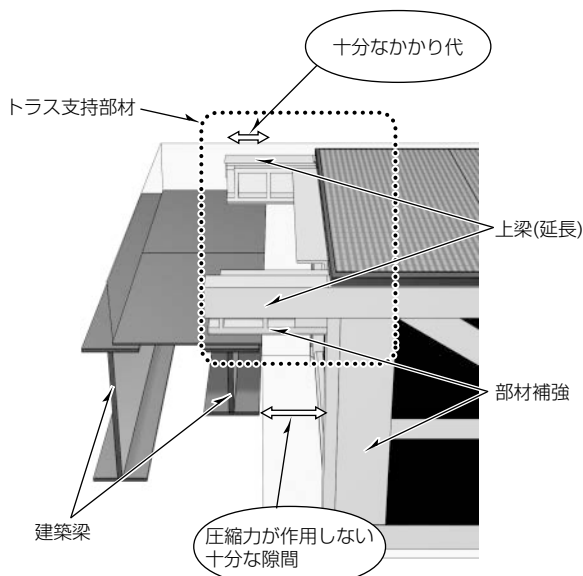 十分なかかり代
トラス支持部材
上梁(延長)
部材補強
建築梁
圧縮力が作用しない
十分な隙間